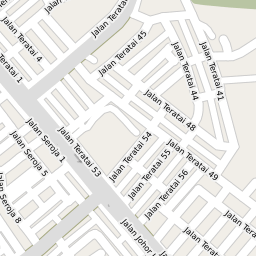 Jalan Teratai 4
Jalan Teratai
Jalan Teratai 45
Jalan Teratai 41
Jalan Teratai 44
Jalan Teratai 1
Jalan Teratai 48
Jalan Seroja 1
Jalan Teratai 53
Jalan Teratai 54
Jalan Teratai 49
Jalan Seroja 5
Jalan Teratai 55
Jalan Teratai 56
Jalan Seroja 8
Jalan Johor